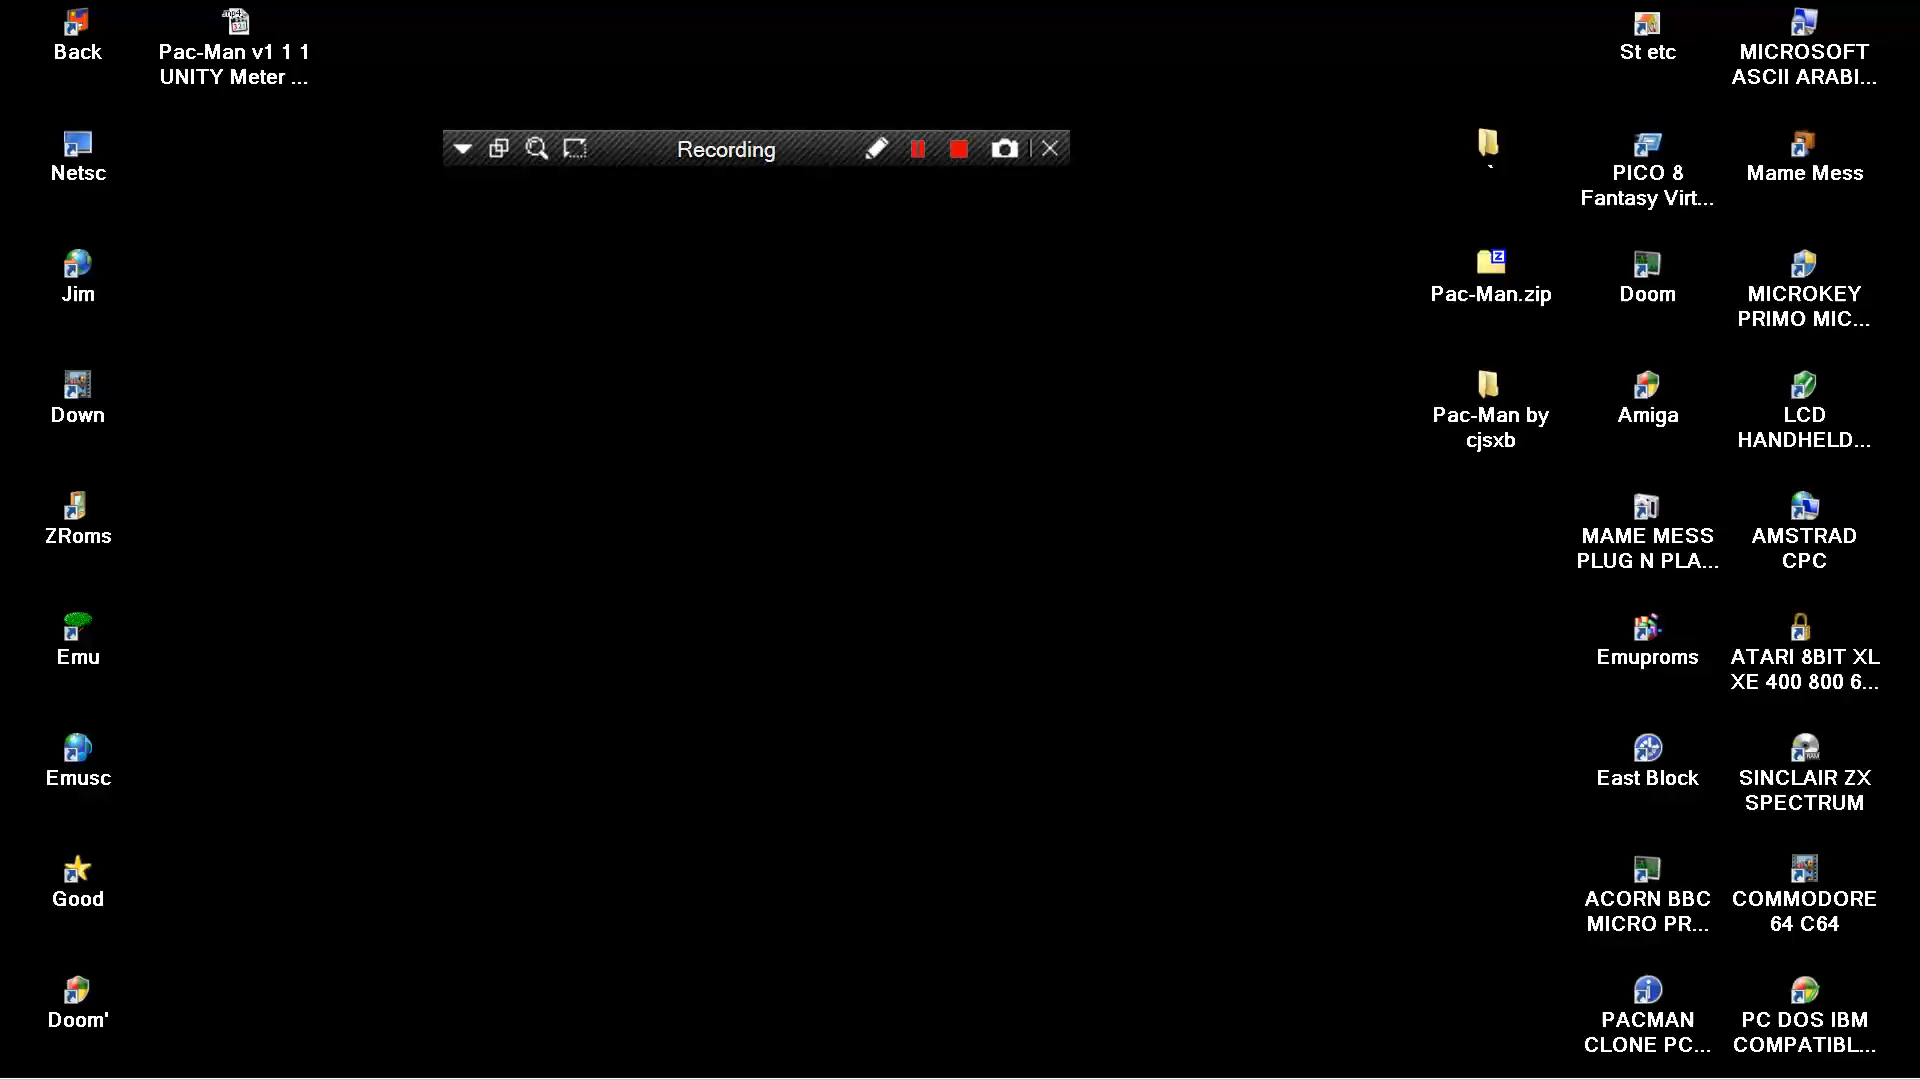 Back
Pac-Man v1 1 1
UNITY Meter ...
St etc
MICROSOFT
ASCII ARABI...
Netsc
Recording
`
PICO 8
Fantasy Virt...
Mame Mess
Jim
Pac-Man.zip
Doom
MICROKEY
PRIMO MIC...
Down
Pac-Man by
cjsxb
Amiga
LCD
HANDHELD...
ZRoms
MAME MESS
PLUG N PLA...
AMSTRAD
CPC
Emu
Emuproms
ATARI 8BIT XL
XE 400 800 6...
Emusc
East Block
SINCLAIR ZX
SPECTRUM
Good
ACORN BBC
MICRO PR...
COMMODORE
64 C64
Doom'
PACMAN
CLONE PC...
PC DOS IBM
COMPATIBL...